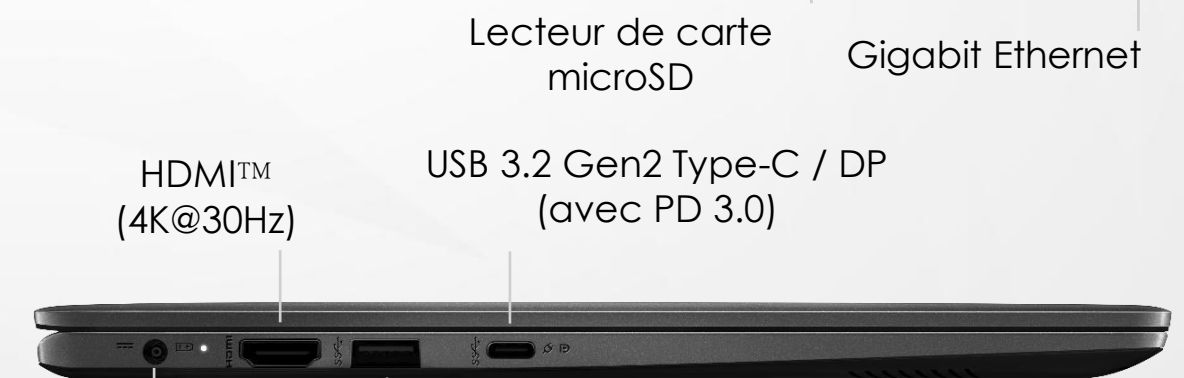 Lecteur de carte
microSD
Gigabit Ethernet
HDMI™
(4K@30Hz)
USB 3.2 Gen2 Type-C / DP
(avec PD 3.0)
HDMI